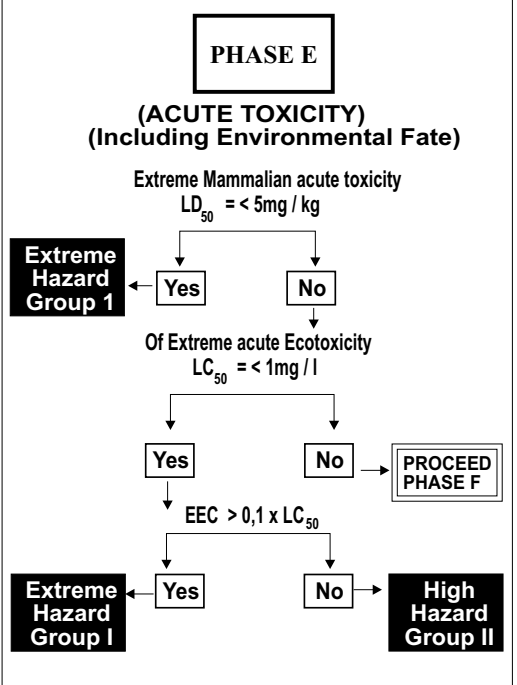 PHASE E
(ACUTE TOXICITY)
(Including Environmental Fate)
Extreme Mammalian acute toxicity
LD50 = < 5mg / kg
Extreme
Hazard
Group 1
Yes
No
Of Extreme acute Ecotoxicity
LC50 = < 1mg / l
Yes
No
PROCEED
PHASE F
EEC > 0,1 x LC50
Extreme
Hazard
Group I
Yes
No
High
Hazard
Group II